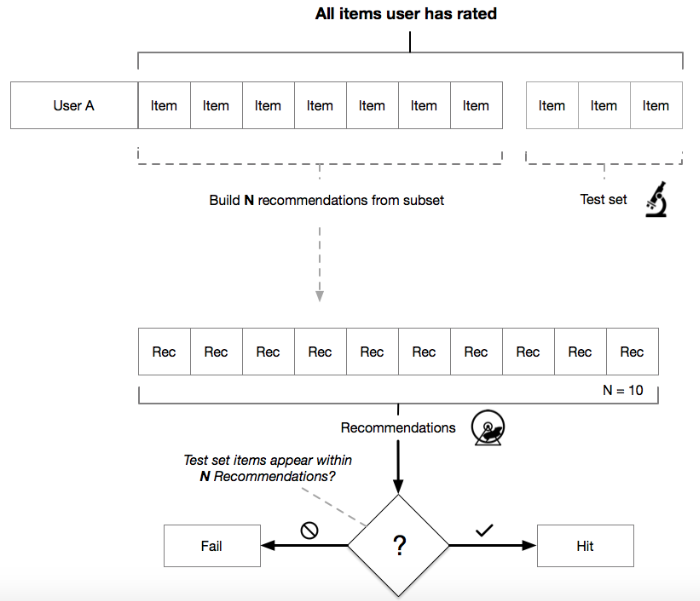 All items user has rated
User A Item Item Item Item Item Item Item Item Item Item
Build N recommendations from subset
Test set
Rec Rec Rec Rec Rec Rec Rec Rec Rec Rec
N = 10
Recommendations
Test set items appear within
N Recommendations?
Fail
?
Hit